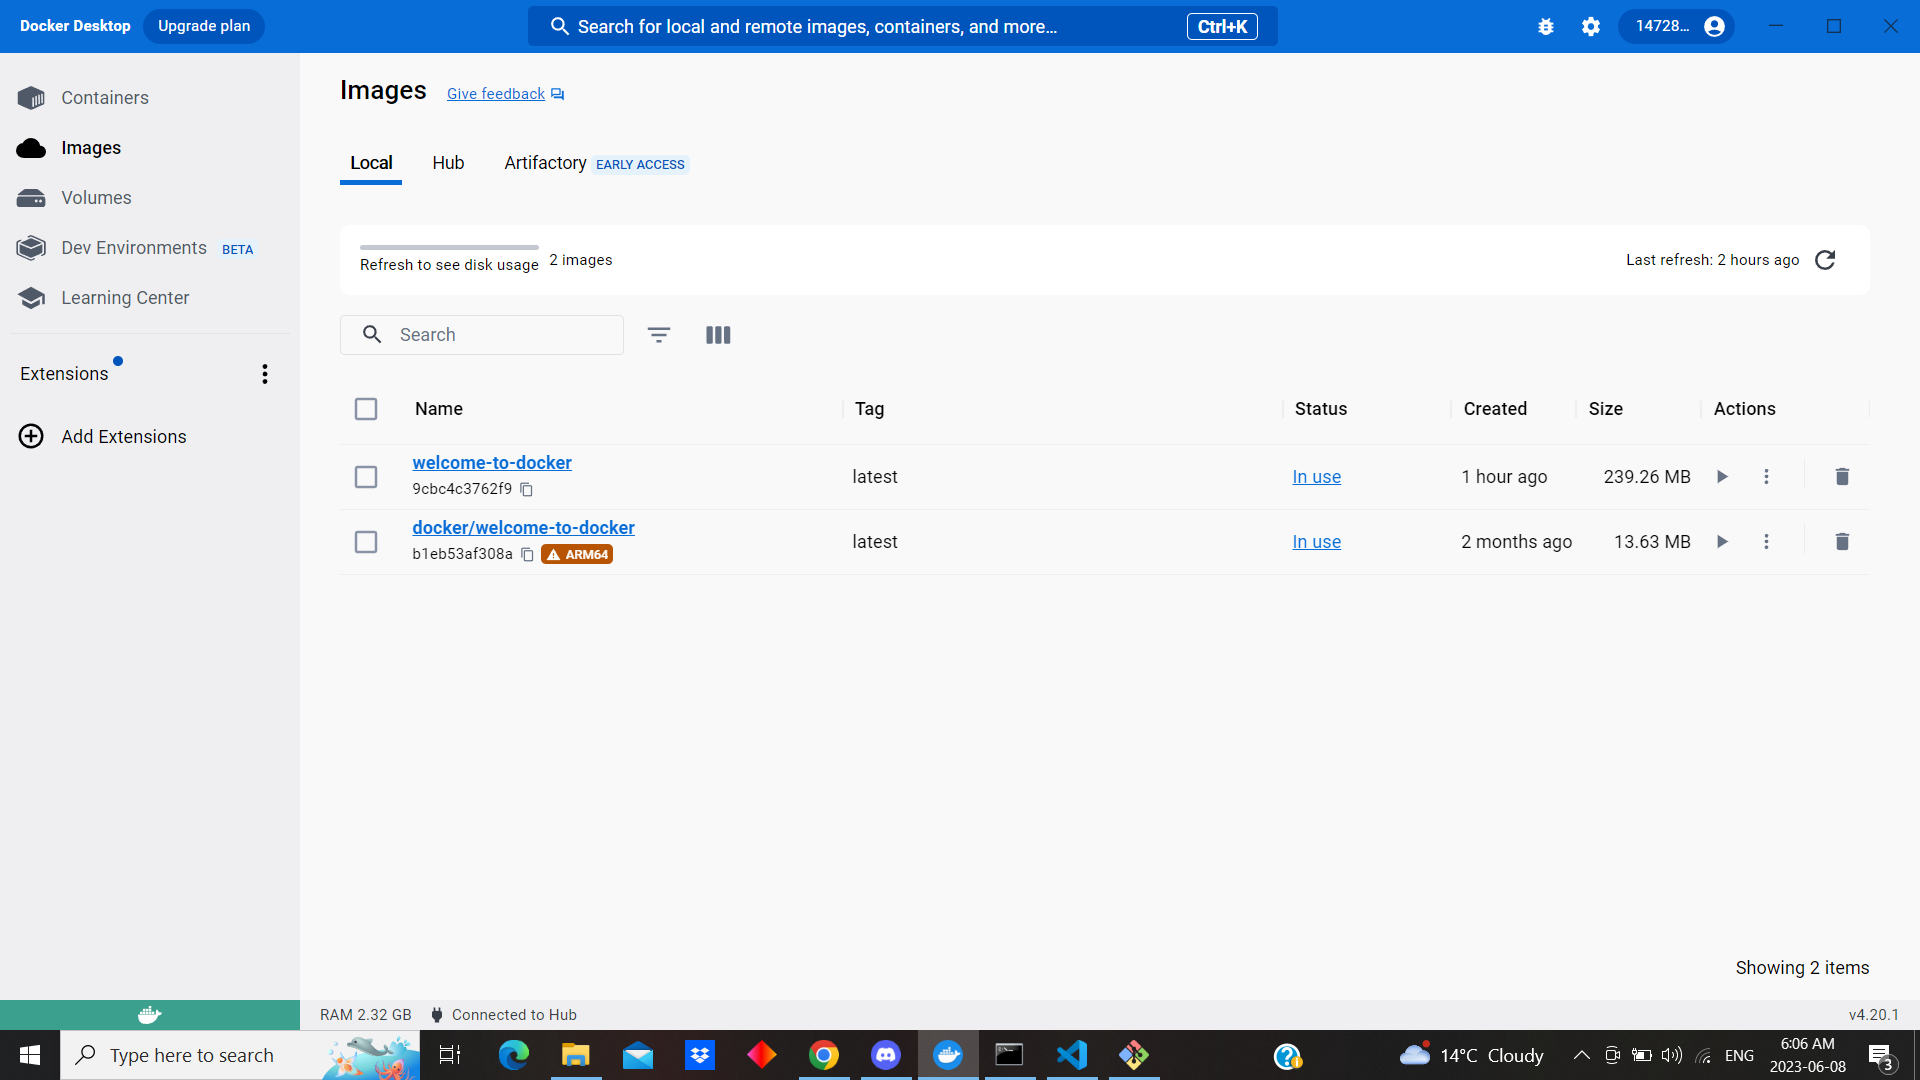 Docker Desktop Upgrade plan Search for local and remote images, containers, and more... Ctrl+K 14728...
Containers
Images
Volumes
Dev Environments BETA
Learning Center
Extensions
Add Extensions
Images Give feedback
Local Hub Artifactory EARLY ACCESS
Refresh to see disk usage 2 images Last refresh: 2 hours ago
Search
Name Tag Status Created Size Actions
welcome-to-docker
9cbc4c3762f9
latest In use 1 hour ago 239.26 MB
docker/welcome-to-docker
b1eb53af308a ARM64
latest In use 2 months ago 13.63 MB
Showing 2 items
RAM 2.32 GB Connected to Hub v4.20.1
Type here to search 14°C Cloudy ENG
6:06 AM
2023-06-08
3